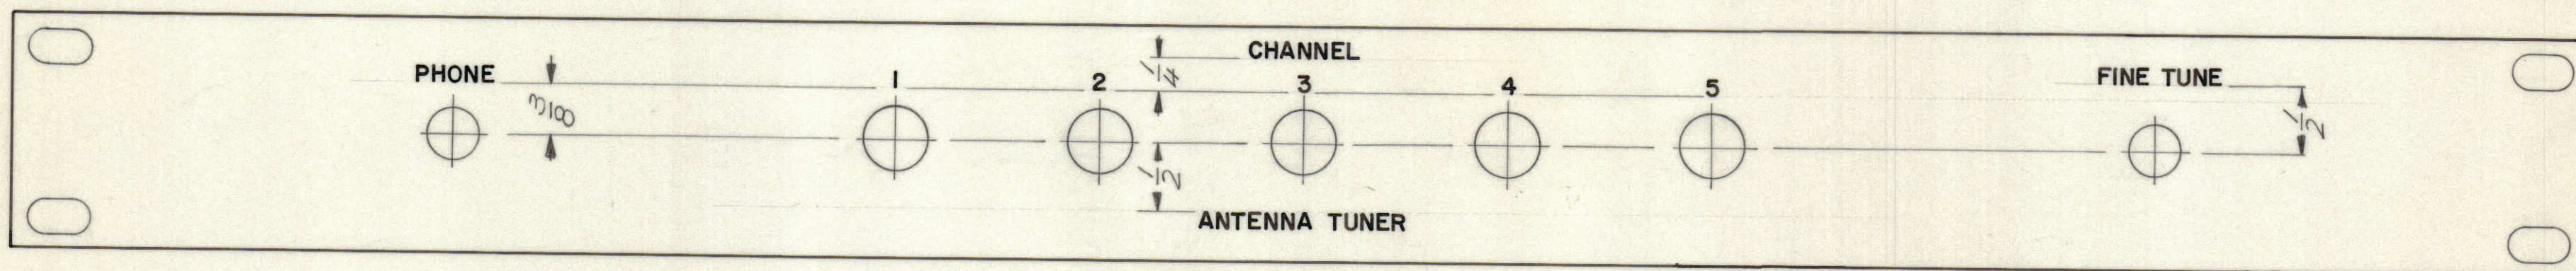 CHANNEL
PHONE 1 2 3 4 5 FINE TUNE
1/4
3/8
1/2
1/2
ANTENNA TUNER